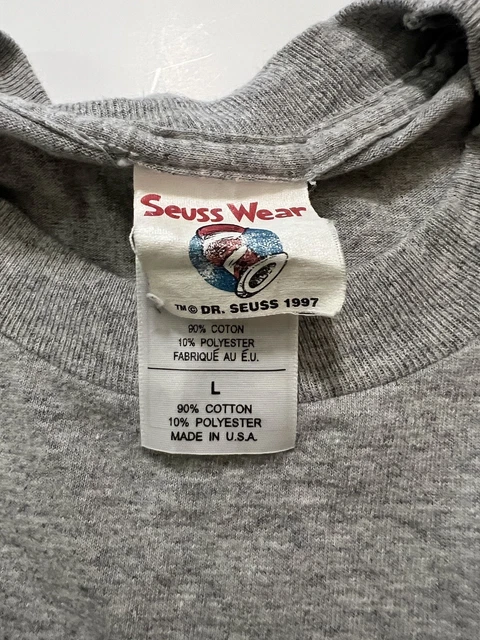 Seuss Wear
TM © DR. SEUSS 1997
90% COTON
10% POLYESTER
FABRIQUÉ AU É.U.
L
90% COTTON
10% POLYESTER
MADE IN U.S.A.